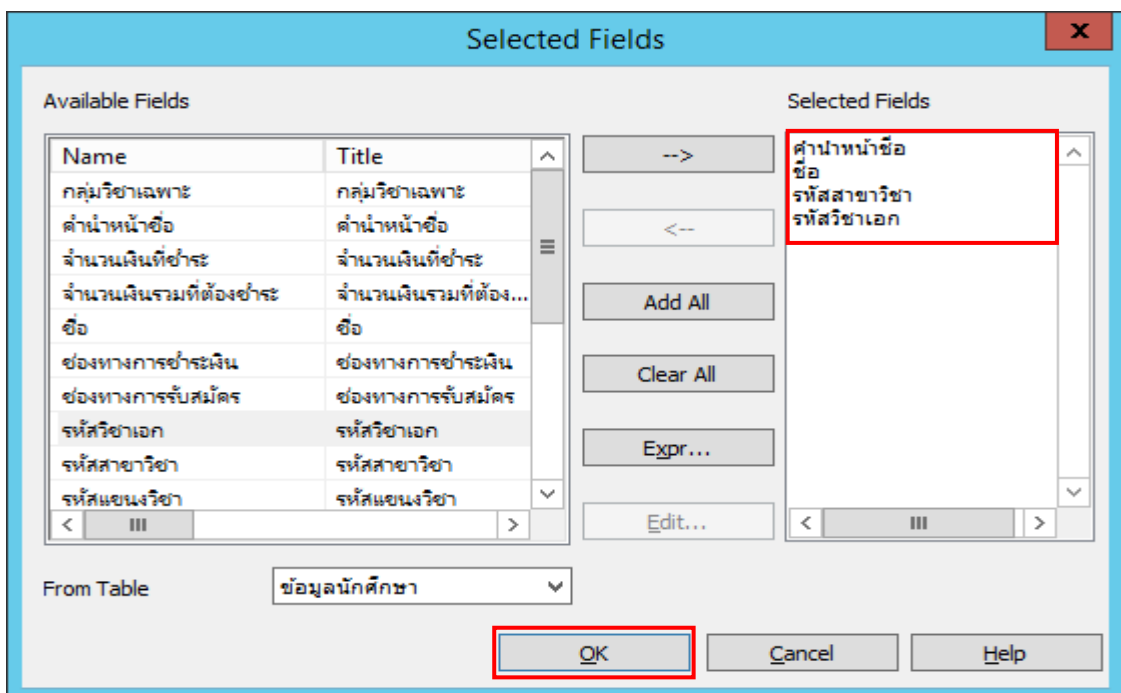 Selected Fields
x
Available Fields
Selected Fields
Name Title
กลุ่มวิชาเฉพาะ กลุ่มวิชาเฉพาะ
คำนำหน้าชื่อ คำนำหน้าชื่อ
จำนวนเงินที่ชำระ จำนวนเงินที่ชำระ
จำนวนเงินรวมที่ต้องชำระ จำนวนเงินรวมที่ต้อง...
ชื่อ ชื่อ
ช่องทางการชำระเงิน ช่องทางการชำระเงิน
ช่องทางการรับสมัคร ช่องทางการรับสมัคร
รหัสวิชาเอก รหัสวิชาเอก
รหัสสาขาวิชา รหัสสาขาวิชา
รหัสแขนงวิชา รหัสแขนงวิชา
-->
<--
Add All
Clear All
Expr...
Edit...
คำนำหน้าชื่อ
ชื่อ
รหัสสาขาวิชา
รหัสวิชาเอก
From Table ข้อมูลนักศึกษา
OK Cancel Help